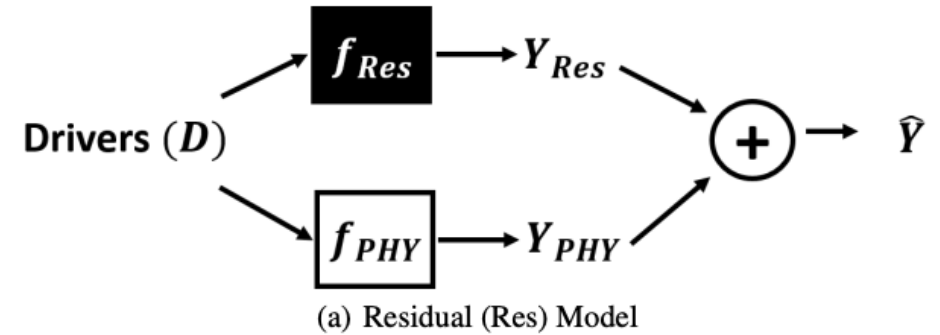 f_Res
Y_Res
Drivers (D)
+
Ŷ
f_PHY
Y_PHY
(a) Residual (Res) Model